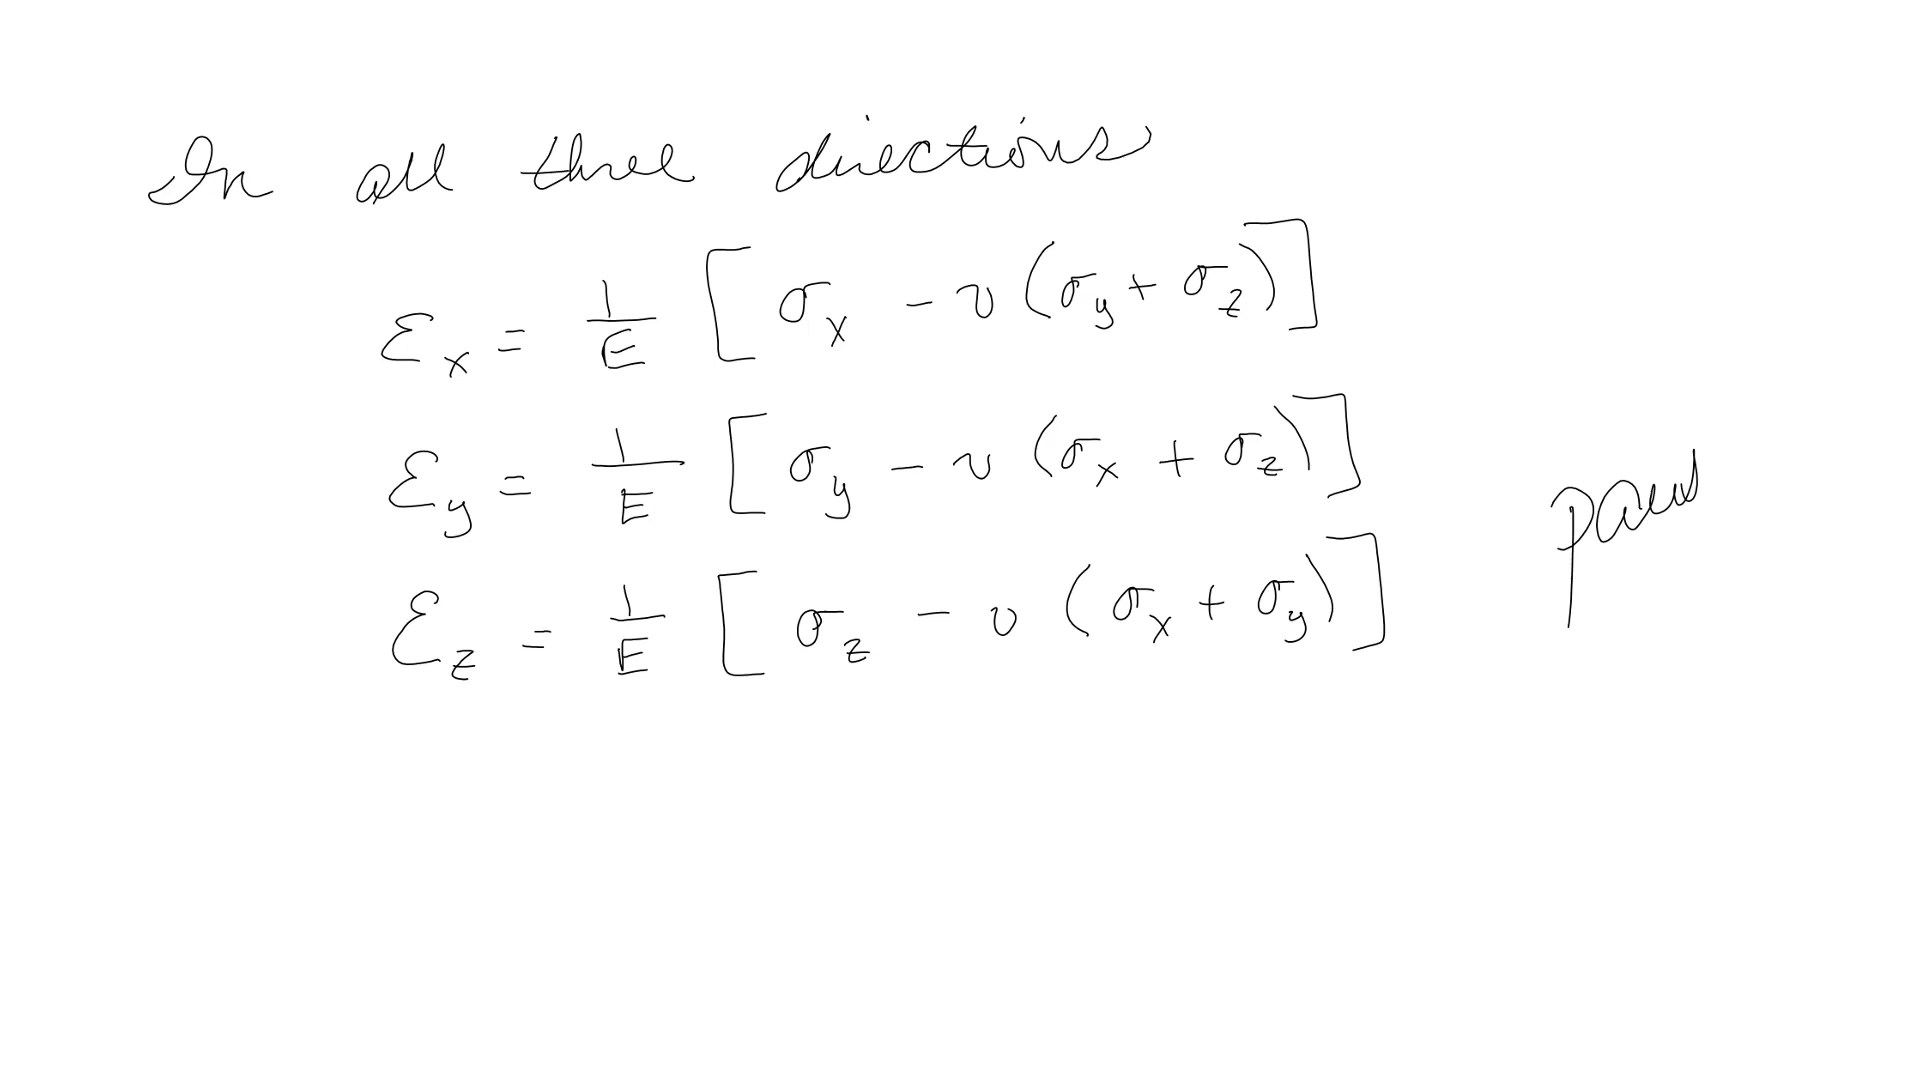 In all three directions
εx = 1/E [σx - ν(σy + σz)]
εy = 1/E [σy - ν(σx + σz)]
εz = 1/E [σz - ν(σx + σy)]